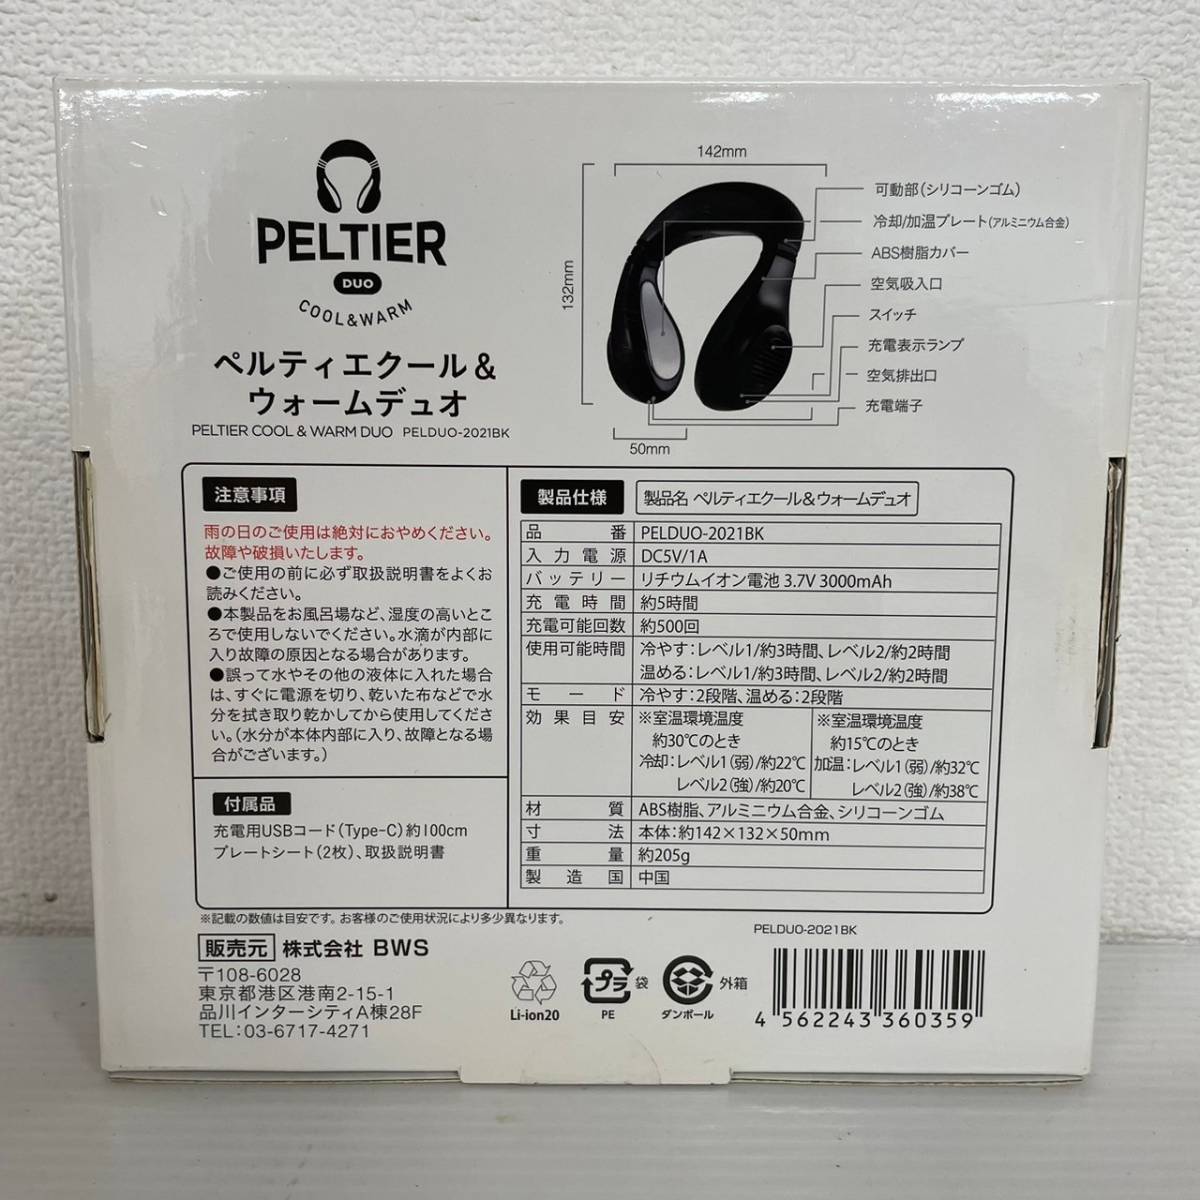 PELTIER
DUO
COOL&WARM
ペルティエクール＆
ウォームデュオ
PELTIER COOL & WARM DUO PELDUO-2021BK
142mm
132mm
50mm
可動部（シリコーンゴム）
冷却/加温プレート（アルミニウム合金）
ABS樹脂カバー
空気吸入口
スイッチ
充電表示ランプ
空気排出口
充電端子
注意事項
雨の日のご使用は絶対におやめください。
故障や破損いたします。
●ご使用の前に必ず取扱説明書をよくお
読みください。
●本製品をお風呂場など、湿度の高いとこ
ろで使用しないでください。水滴が内部に
入り故障の原因となる場合があります。
●誤って水やその他の液体に入れた場合
は、すぐに電源を切り、乾いた布などで水
分を拭き取り乾かしてから使用してくださ
い。（水分が本体内部に入り、故障となる場
合がございます。）
付属品
充電用USBコード（Type-C）約100cm
プレートシート（2枚）、取扱説明書
製品仕様 製品名 ペルティエクール＆ウォームデュオ
品番 PELDUO-2021BK
入力電源 DC5V/1A
バッテリー リチウムイオン電池 3.7V 3000mAh
充電時間 約5時間
充電可能回数 約500回
使用可能時間 冷やす：レベル1/約3時間、レベル2/約2時間
温める：レベル1/約3時間、レベル2/約2時間
モード 冷やす：2段階、温める：2段階
効果目安 ※室温環境温度 ※室温環境温度
約30℃のとき 約15℃のとき
冷却：レベル1（弱）/約22℃ 加温：レベル1（弱）/約32℃
レベル2（強）/約20℃ レベル2（強）/約38℃
材質 ABS樹脂、アルミニウム合金、シリコーンゴム
寸法 本体：約142×132×50mm
重量 約205g
製造国 中国
※記載の数値は目安です。お客様のご使用状況により多少異なります。
販売元 株式会社 BWS
〒108-6028
東京都港区港南2-15-1
品川インターシティA棟28F
TEL：03-6717-4271
Li-ion20
プラ 袋
PE
外箱
ダンボール
PELDUO-2021BK
4 562243 360359